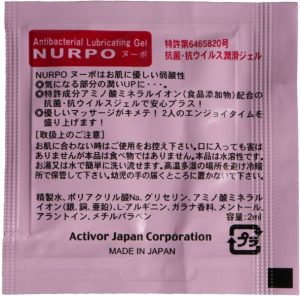 Antibacterial Lubricating Gel
NURPO ヌーポ
特許第6465820号
抗菌・抗ウイルス潤滑ジェル
NURPO ヌーポはお肌に優しい弱酸性
◎気になる部分の潤いUPに・・・。
◎特許成分アミノ酸ミネラルイオン(食品添加物)配合の
抗菌・抗ウイルスジェルで安心プラス！
◎優しいマッサージがキメテ！2人のエンジョイタイムを
盛り上げます！
【取扱上のご注意】
お肌に合わない時はご使用をお控え下さい。口に入っても害は
ありませんが本品は食べ物ではありません。本品は水溶性です。
お湯又は水で簡単に洗い流せます。高温多湿の場所を避け冷暗
所で保管して下さい。幼児の手の届くところに置かないで下さい。
精製水、ポリアクリル酸Na、グリセリン、アミノ酸ミネラル
イオン(銀、銅、亜鉛)、L-アルギニン、ガラナ香料、メントール、
アラントイン、メチルパラベン
容量:2ml
Activor Japan Corporation
MADE IN JAPAN
プラ